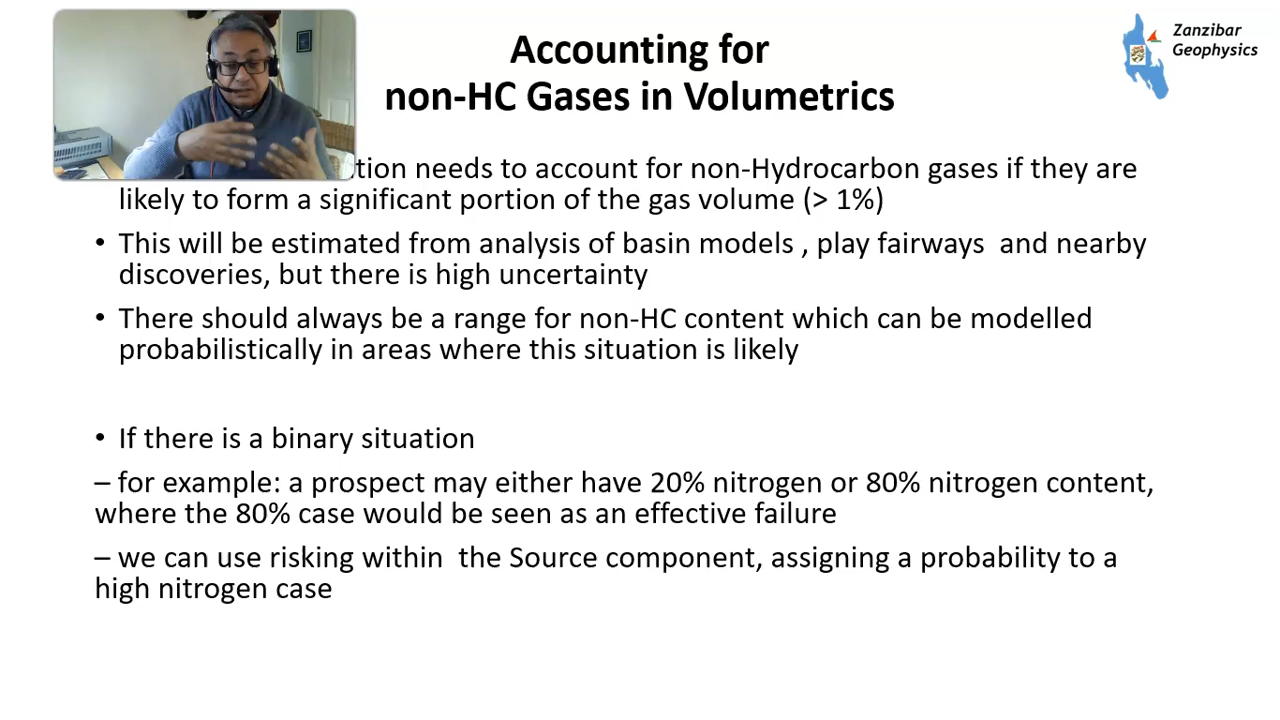 Accounting for
non-HC Gases in Volumetrics
Zanzibar
Geophysics
needs to account for non-Hydrocarbon gases if they are
likely to form a significant portion of the gas volume (> 1%)
• This will be estimated from analysis of basin models , play fairways and nearby
discoveries, but there is high uncertainty
• There should always be a range for non-HC content which can be modelled
probabilistically in areas where this situation is likely
• If there is a binary situation
– for example: a prospect may either have 20% nitrogen or 80% nitrogen content,
where the 80% case would be seen as an effective failure
– we can use risking within the Source component, assigning a probability to a
high nitrogen case